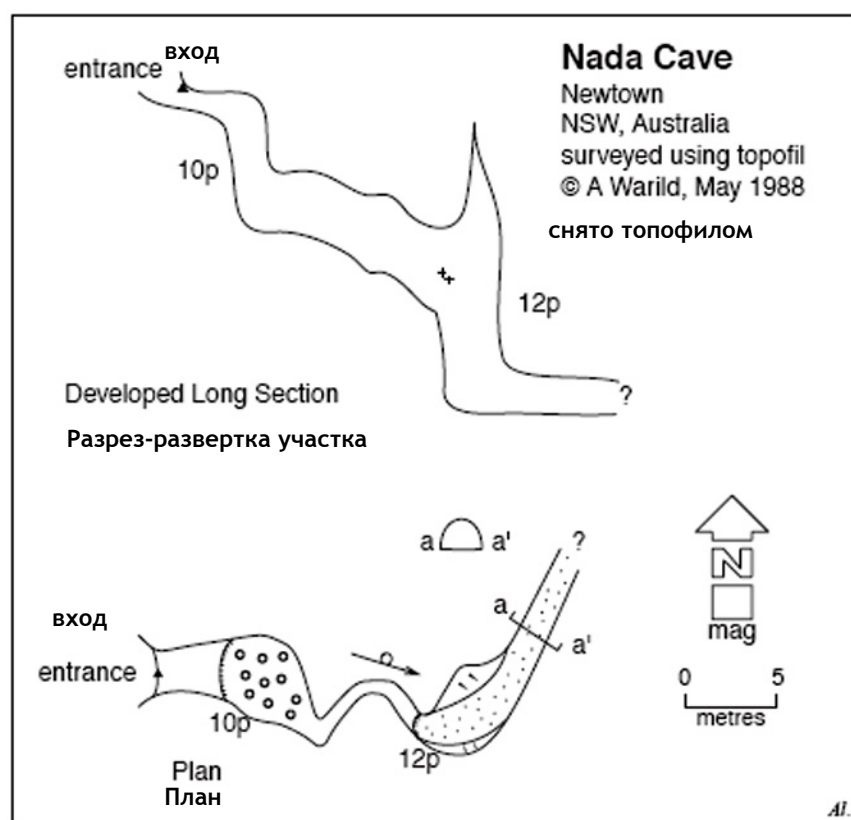 вход
entrance
10p
Nada Cave
Newtown
NSW, Australia
surveyed using topofil
© A Warild, May 1988
снято топофилом
12p
?
Developed Long Section
Разрез-развертка участка
a a'
?
a
a'
вход
entrance
10p
12p
Plan
План
N
mag
0 5
metres
Al.